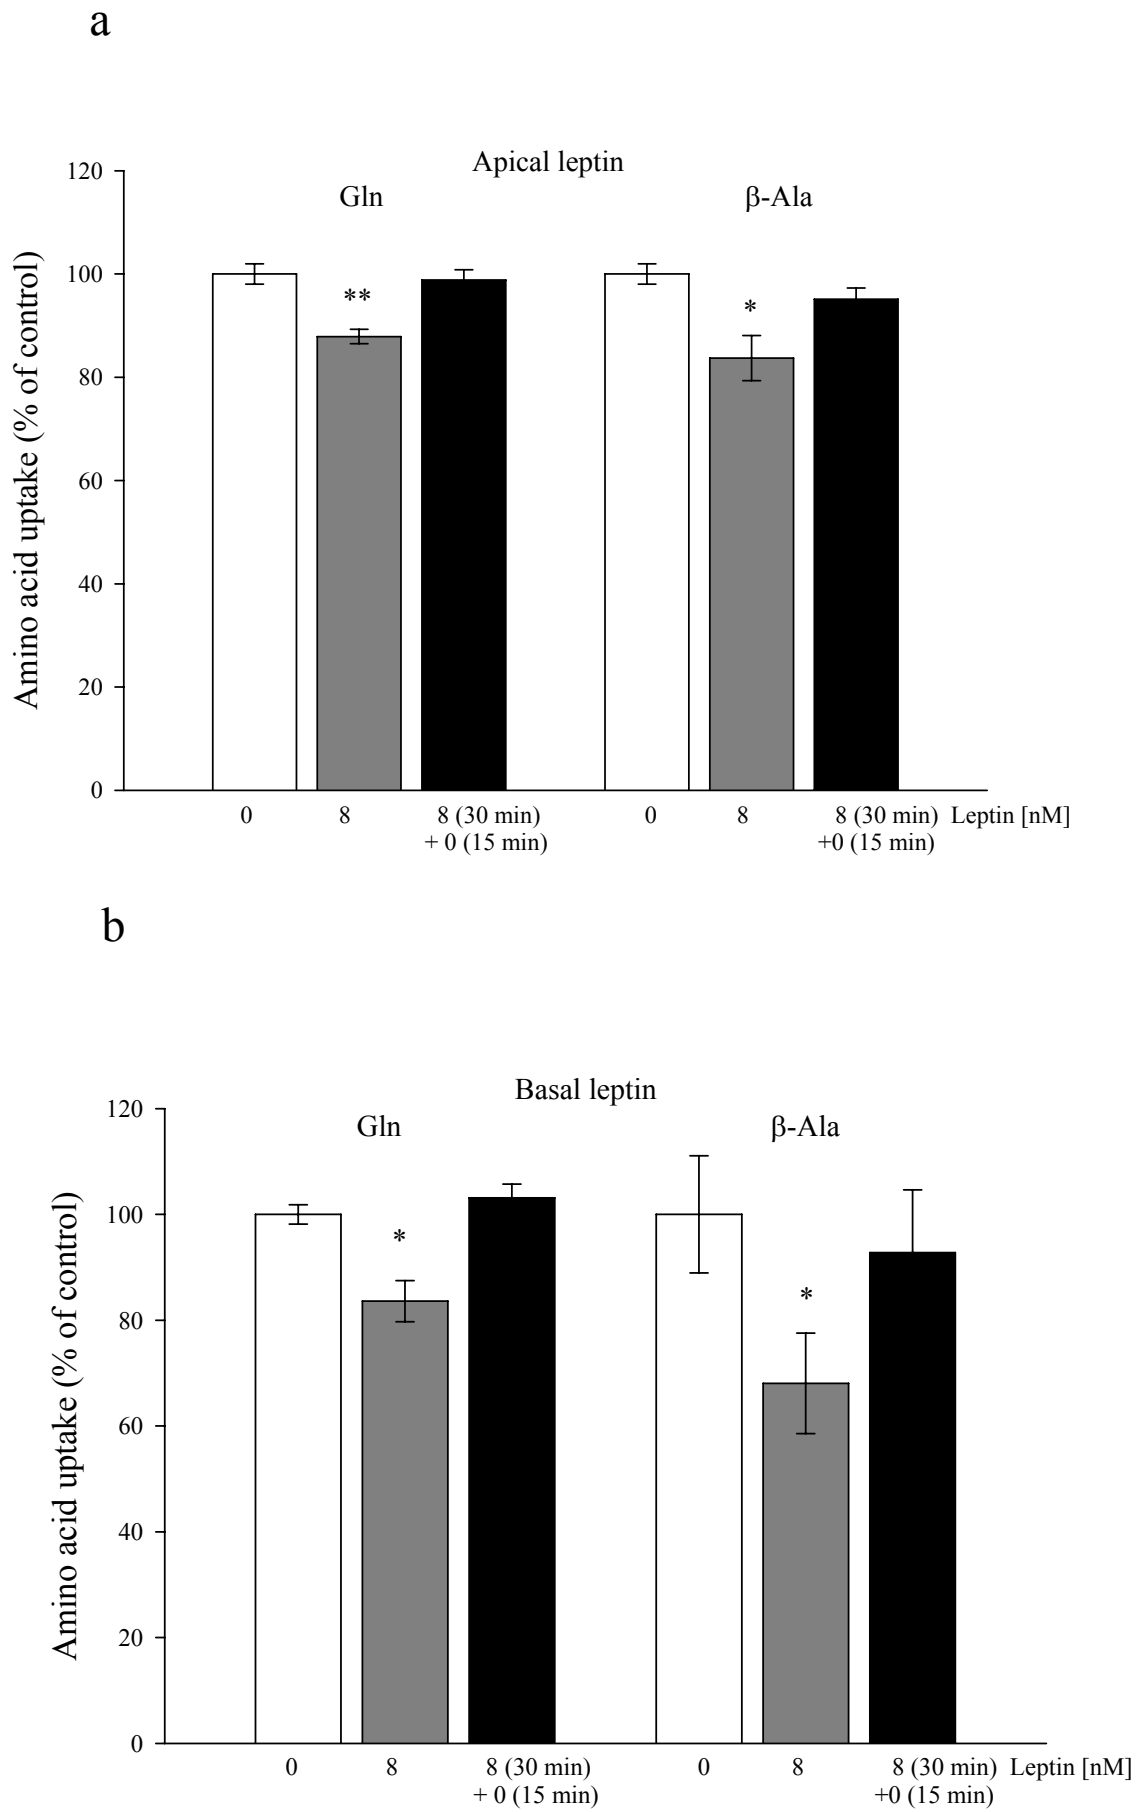 a
Apical leptin
Gln
β-Ala
Amino acid uptake (% of control)
120
100
80
60
40
20
0
**
*
0 8 8 (30 min) 0 8 8 (30 min) Leptin [nM]
+ 0 (15 min) +0 (15 min)
b
Basal leptin
Gln
β-Ala
Amino acid uptake (% of control)
120
100
80
60
40
20
0
*
*
0 8 8 (30 min) 0 8 8 (30 min) Leptin [nM]
+ 0 (15 min) +0 (15 min)